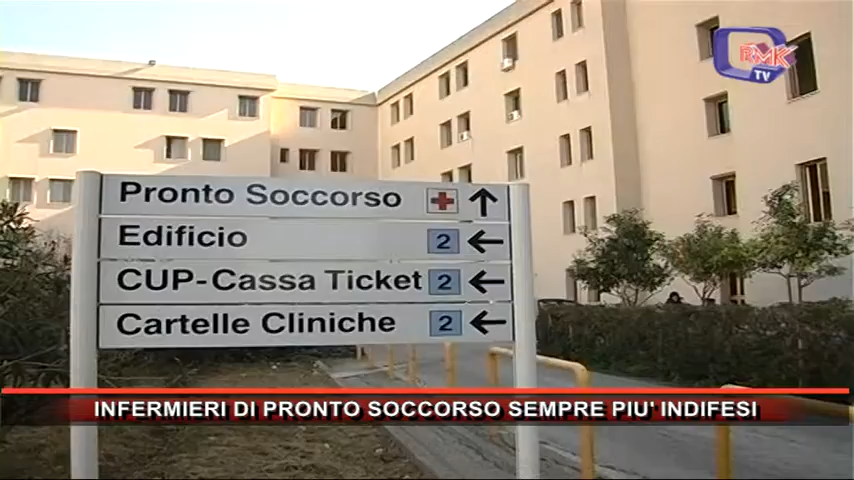 RMK
TV
Pronto Soccorso
Edificio 2
CUP-Cassa Ticket 2
Cartelle Cliniche 2
INFERMIERI DI PRONTO SOCCORSO SEMPRE PIU' INDIFESI